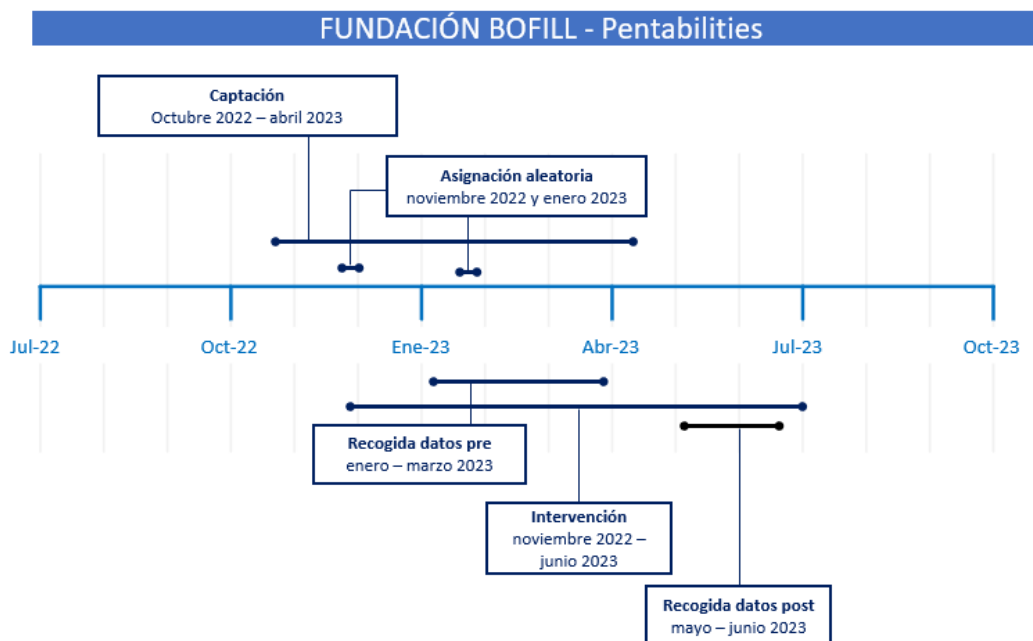 FUNDACIÓN BOFILL - Pentabilities
Captación
Octubre 2022 – abril 2023
Asignación aleatoria
noviembre 2022 y enero 2023
Jul-22
Oct-22
Ene-23
Abr-23
Jul-23
Oct-23
Recogida datos pre
enero – marzo 2023
Intervención
noviembre 2022 –
junio 2023
Recogida datos post
mayo – junio 2023